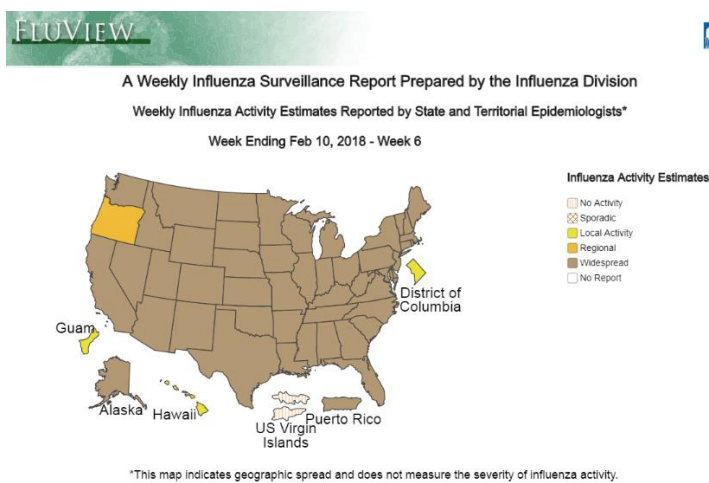 FLUVIEW
A Weekly Influenza Surveillance Report Prepared by the Influenza Division
Weekly Influenza Activity Estimates Reported by State and Territorial Epidemiologists*
Week Ending Feb 10, 2018 - Week 6
Influenza Activity Estimates
No Activity
Sporadic
Local Activity
Regional
Widespread
No Report
District of
Columbia
Guam
Alaska
Hawaii
US Virgin
Islands
Puerto Rico
*This map indicates geographic spread and does not measure the severity of influenza activity.